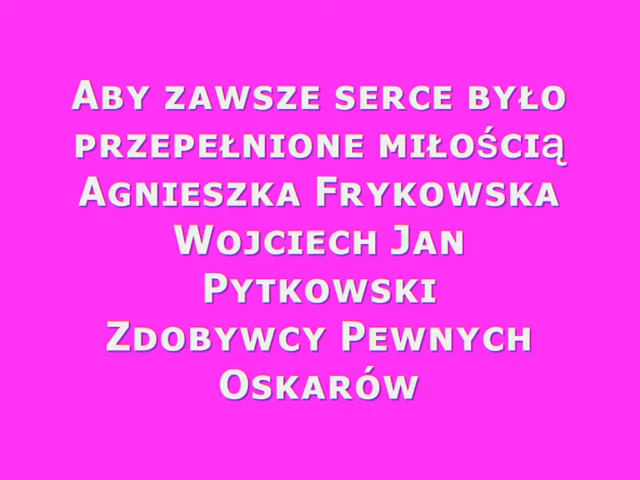 Aby zawsze serce było
przepełnione miłością
Agnieszka Frykowska
Wojciech Jan
Pytkowski
Zdobywcy Pewnych
Oskarów